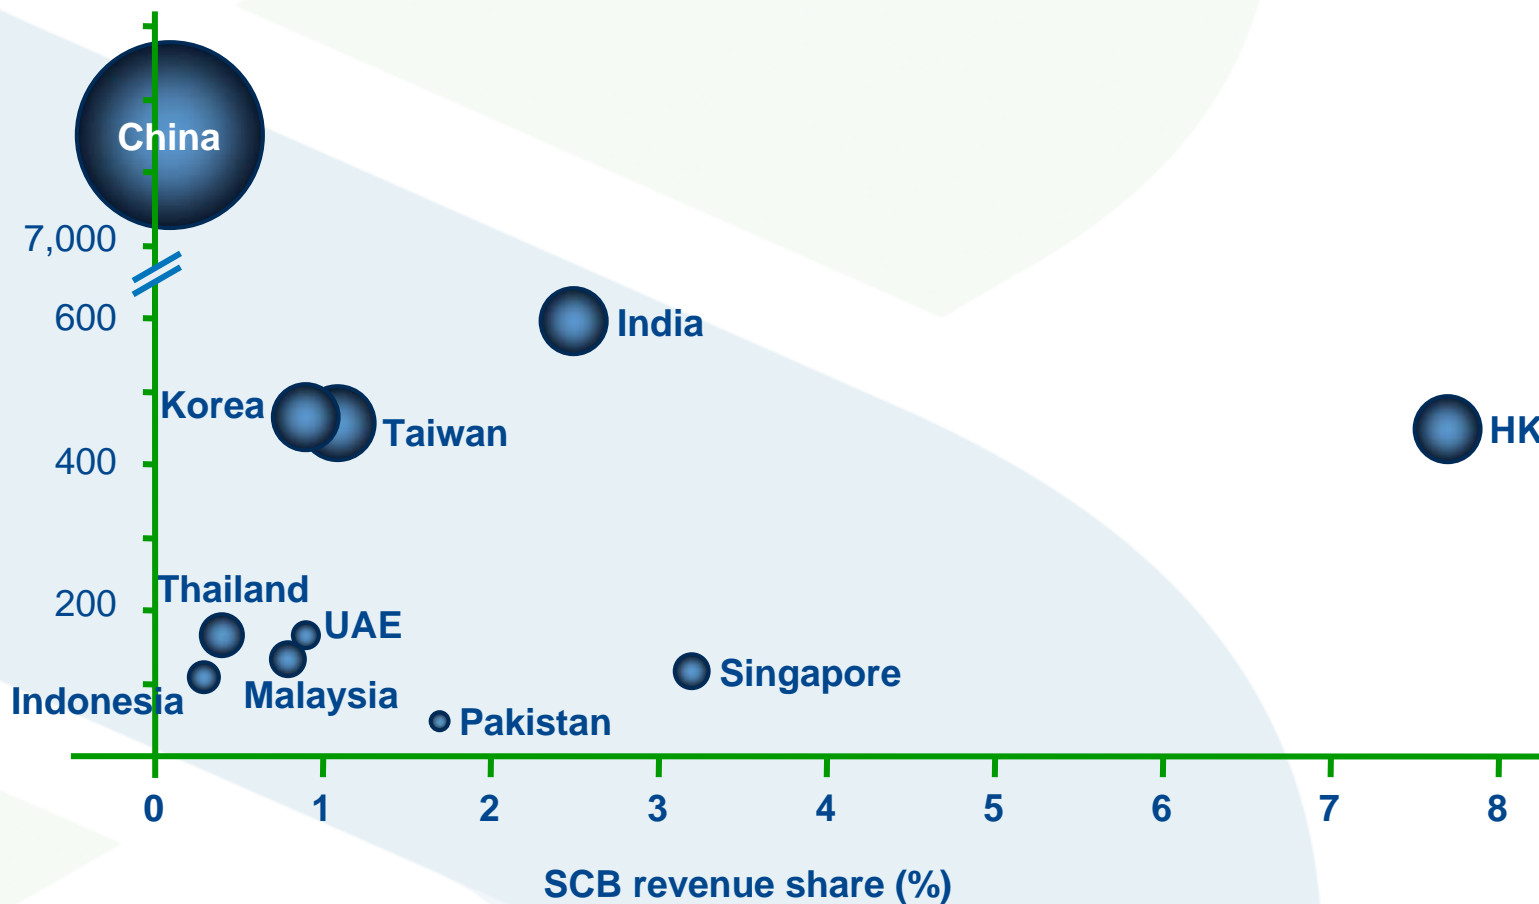 China
7,000
600
India
Korea
Taiwan
HK
400
Thailand
200
UAE
Singapore
Indonesia
Malaysia
Pakistan
0 1 2 3 4 5 6 7 8
SCB revenue share (%)